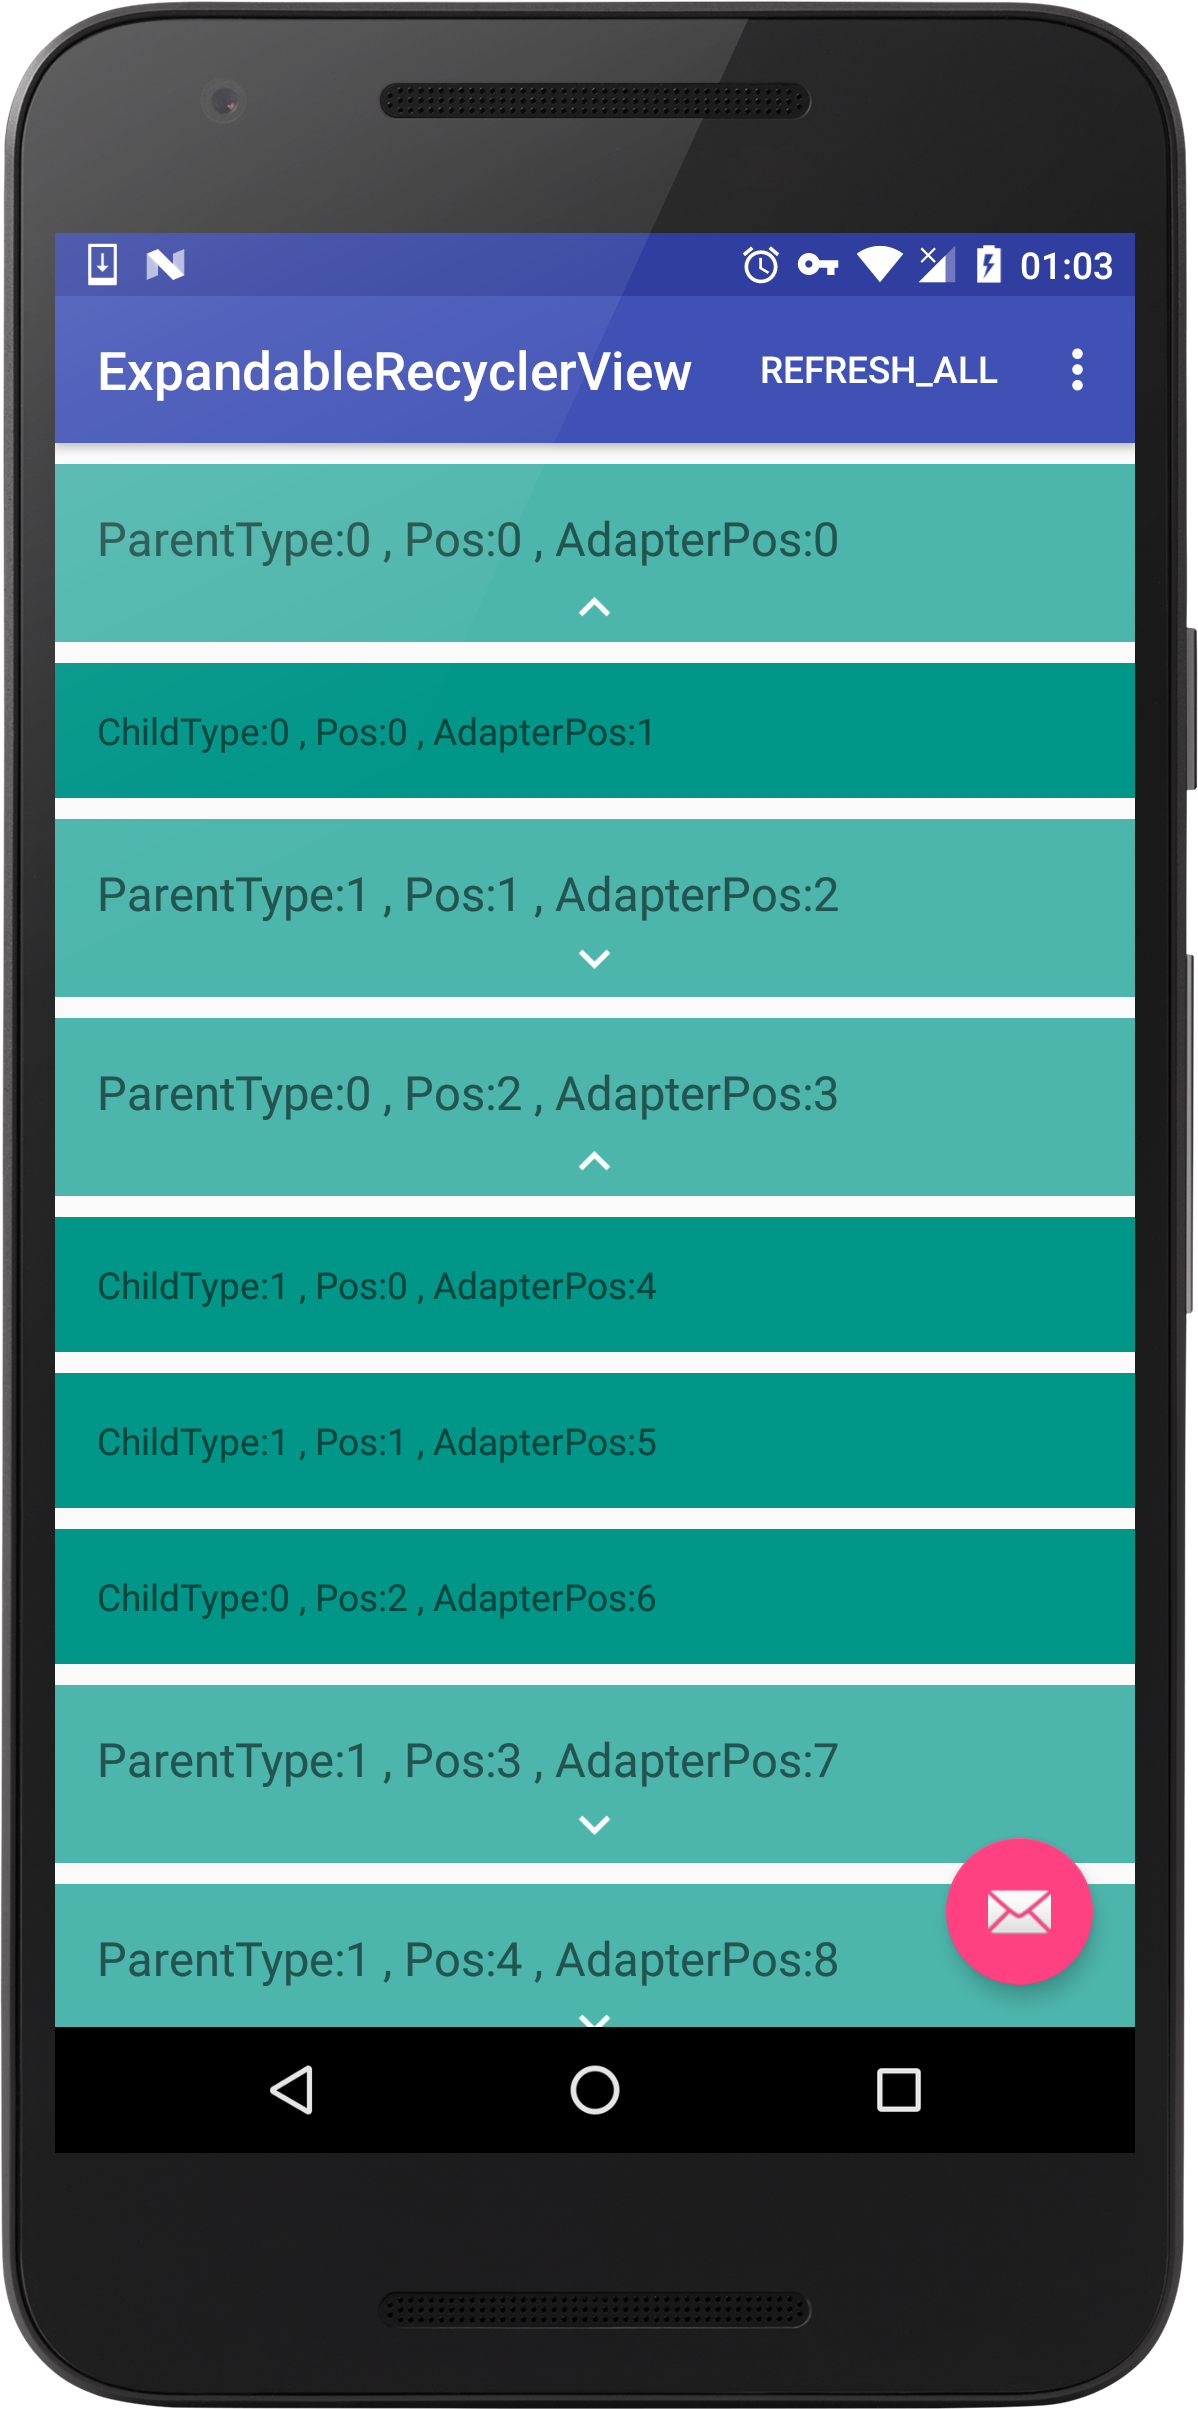 01:03
ExpandableRecyclerView REFRESH_ALL
ParentType:0 , Pos:0 , AdapterPos:0
ChildType:0 , Pos:0 , AdapterPos:1
ParentType:1 , Pos:1 , AdapterPos:2
ParentType:0 , Pos:2 , AdapterPos:3
ChildType:1 , Pos:0 , AdapterPos:4
ChildType:1 , Pos:1 , AdapterPos:5
ChildType:0 , Pos:2 , AdapterPos:6
ParentType:1 , Pos:3 , AdapterPos:7
ParentType:1 , Pos:4 , AdapterPos:8